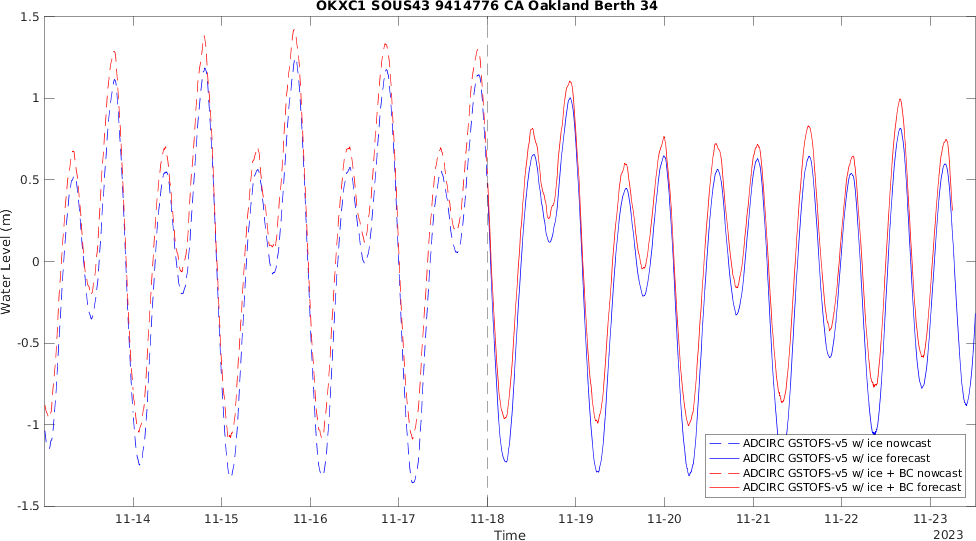 OKXC1 SOUS43 9414776 CA Oakland Berth 34
1.5
1
0.5
0
-0.5
-1
-1.5
Water Level (m)
ADCIRC GSTOFS-v5 w/ ice nowcast
ADCIRC GSTOFS-v5 w/ ice forecast
ADCIRC GSTOFS-v5 w/ ice + BC nowcast
ADCIRC GSTOFS-v5 w/ ice + BC forecast
11-14 11-15 11-16 11-17 11-18 11-19 11-20 11-21 11-22 11-23
Time
2023